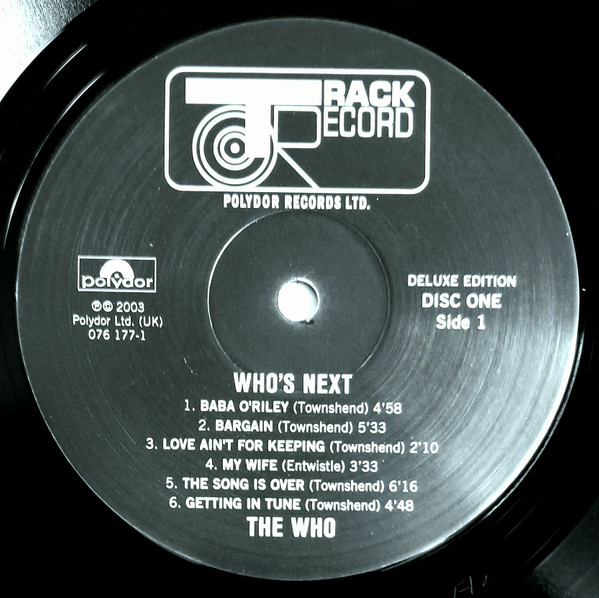 TRACK
RECORD
POLYDOR RECORDS LTD.
polydor
℗© 2003
Polydor Ltd. (UK)
076 177-1
DELUXE EDITION
DISC ONE
Side 1
WHO'S NEXT
1. BABA O'RILEY (Townshend) 4'58
2. BARGAIN (Townshend) 5'33
3. LOVE AIN'T FOR KEEPING (Townshend) 2'10
4. MY WIFE (Entwistle) 3'33
5. THE SONG IS OVER (Townshend) 6'16
6. GETTING IN TUNE (Townshend) 4'48
THE WHO